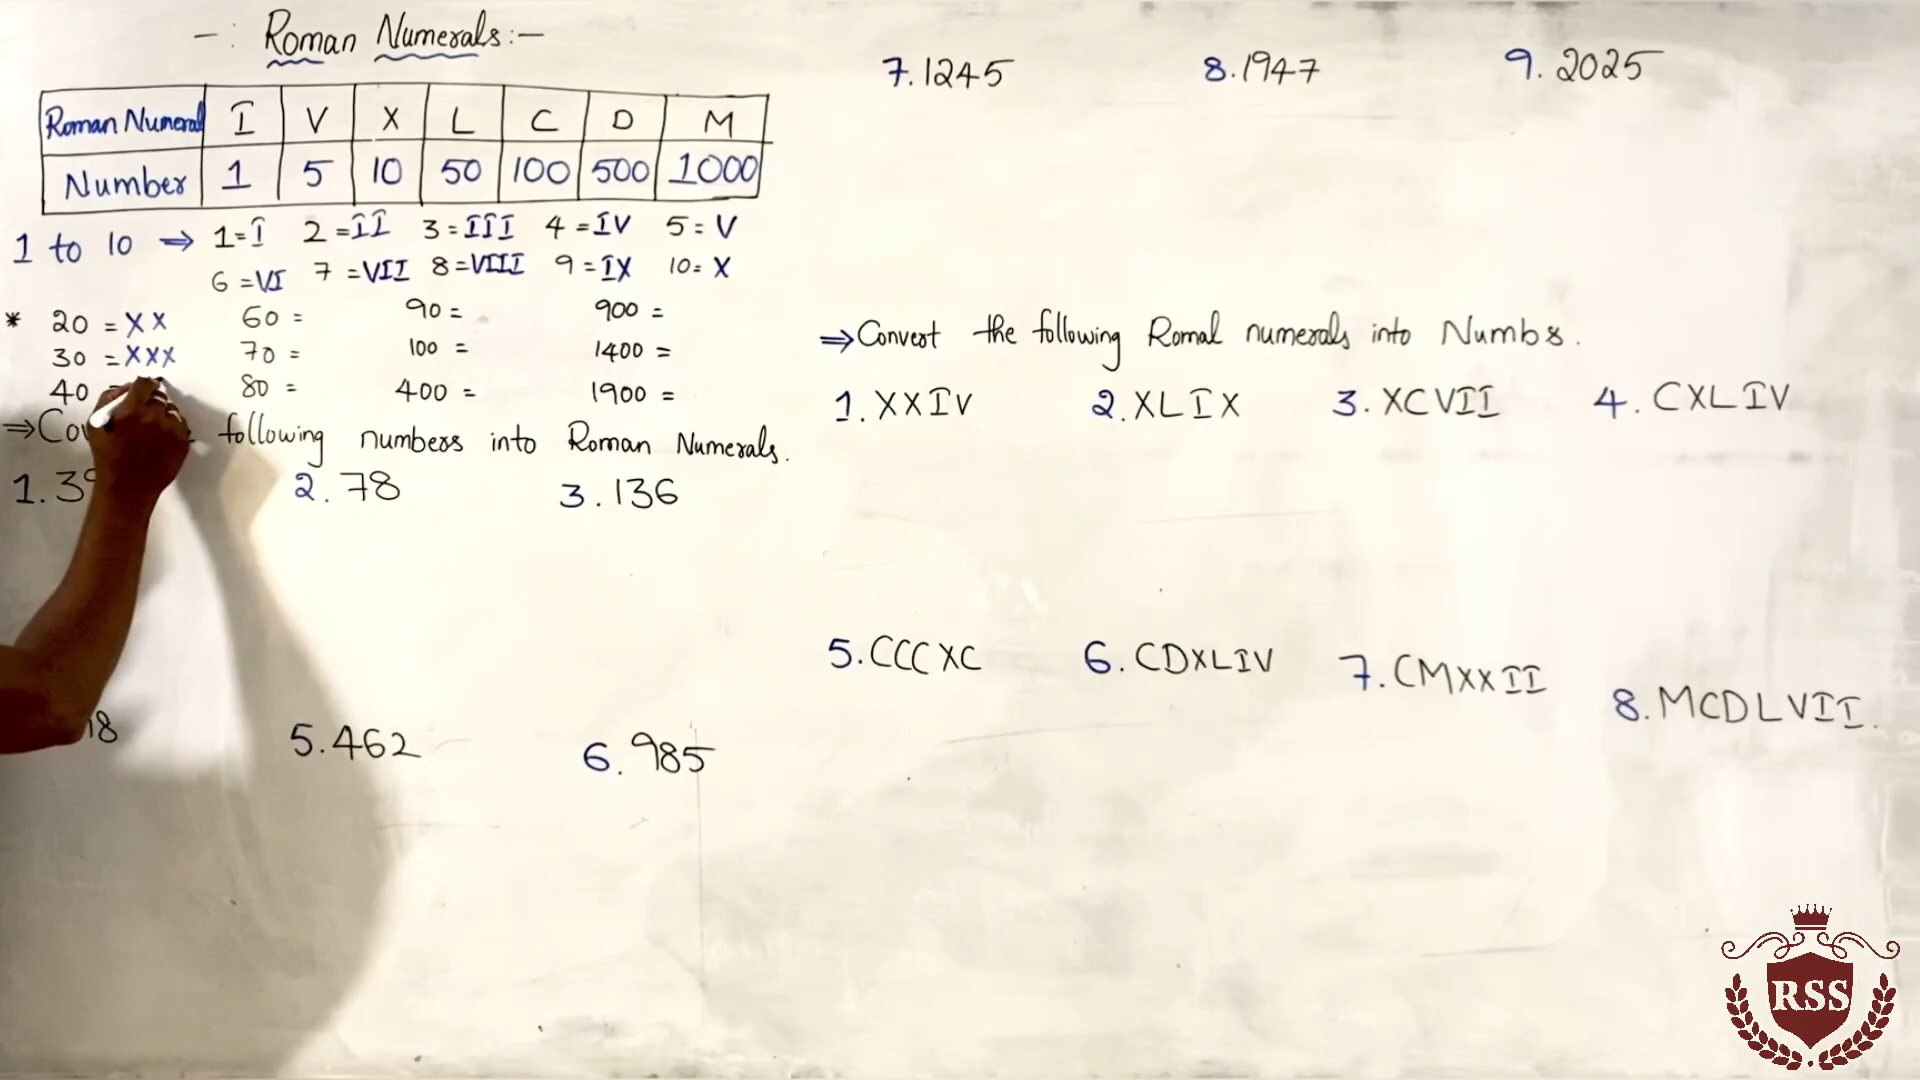 -: Roman Numerals:-
Roman Numeral I V X L C D M
Number 1 5 10 50 100 500 1000
1 to 10 ⇒ 1=I 2=II 3=III 4=IV 5=V
6=VI 7=VII 8=VIII 9=IX 10=X
* 20=XX 60= 90= 900=
30=XXX 70= 100= 1400=
40 80= 400= 1900=
following numbers into Roman Numerals.
1. 2. 78 3. 136
5. 462 6. 985
7. 1245 8. 1947 9. 2025
⇒ Convert the following Romal numerals into Numbs.
1. XXIV 2. XLIX 3. XCVII 4. CXLIV
5. CCCXC 6. CDXLIV 7. CMXXII 8. MCDLVII.
RSS